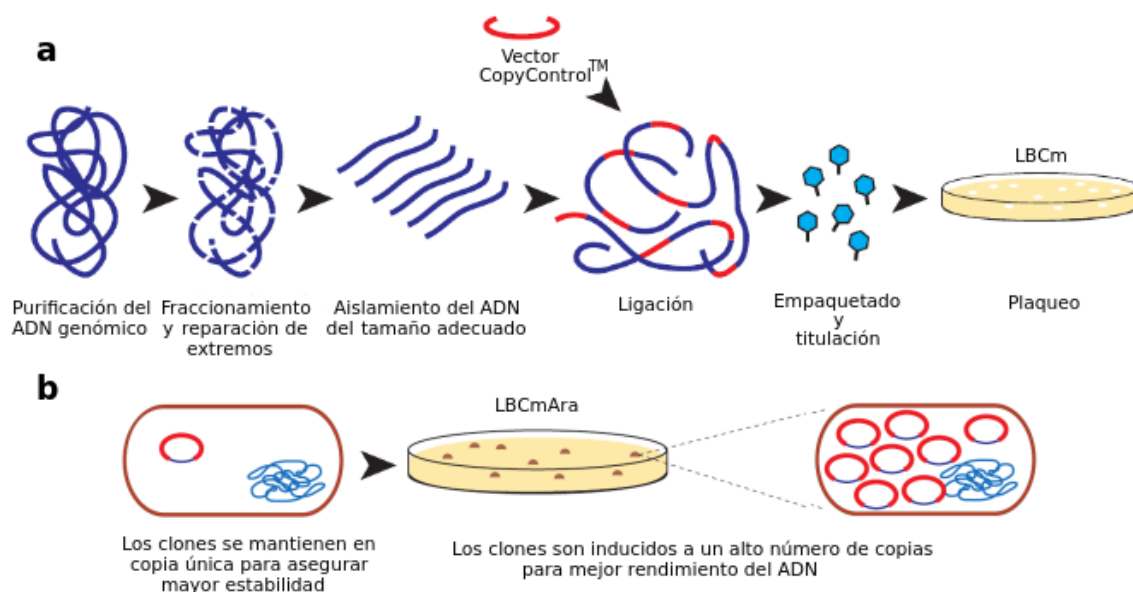 a
Vector
CopyControl™
LBCm
Purificación del
ADN genómico
Fraccionamiento
y reparación de
extremos
Aislamiento del ADN
del tamaño adecuado
Ligación
Empaquetado
y
titulación
Plaqueo
b
LBCmAra
Los clones se mantienen en
copia única para asegurar
mayor estabilidad
Los clones son inducidos a un alto número de copias
para mejor rendimiento del ADN